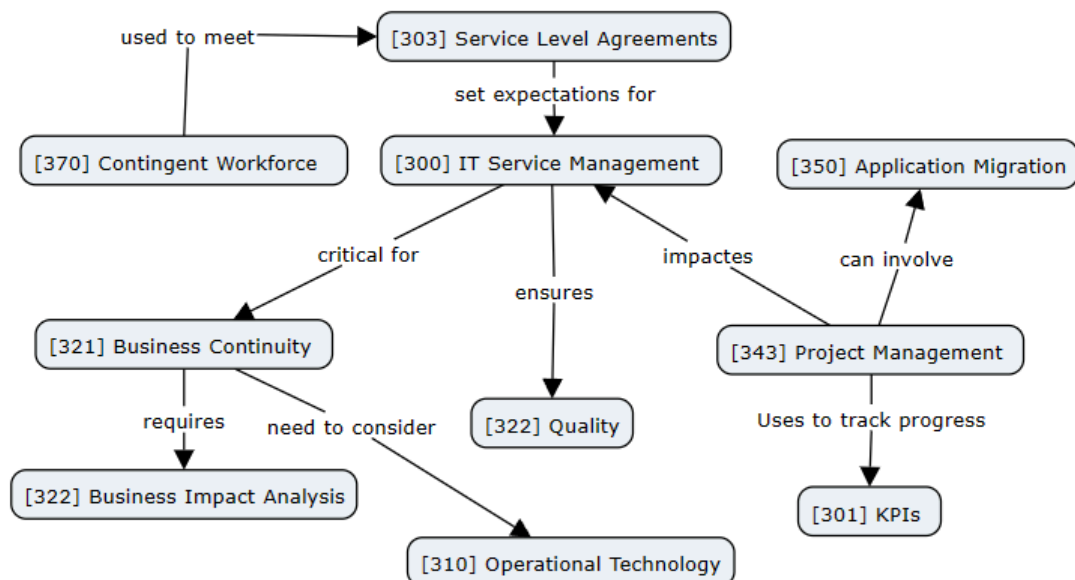 used to meet
[303] Service Level Agreements
set expectations for
[370] Contingent Workforce
[300] IT Service Management
[350] Application Migration
critical for
impactes
can involve
ensures
[321] Business Continuity
[343] Project Management
requires
need to consider
[322] Quality
Uses to track progress
[322] Business Impact Analysis
[301] KPIs
[310] Operational Technology